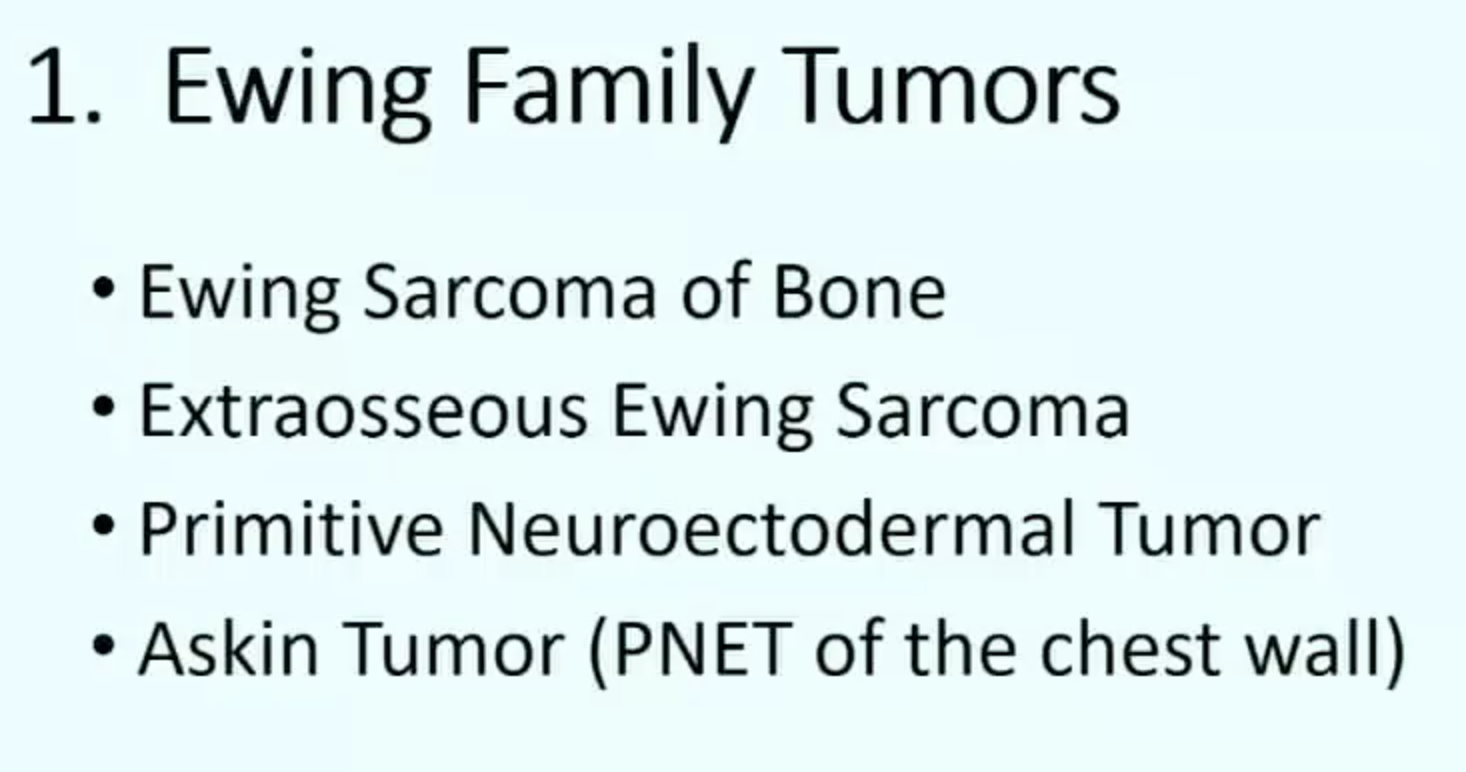 1. Ewing Family Tumors
• Ewing Sarcoma of Bone
• Extraosseous Ewing Sarcoma
• Primitive Neuroectodermal Tumor
• Askin Tumor (PNET of the chest wall)